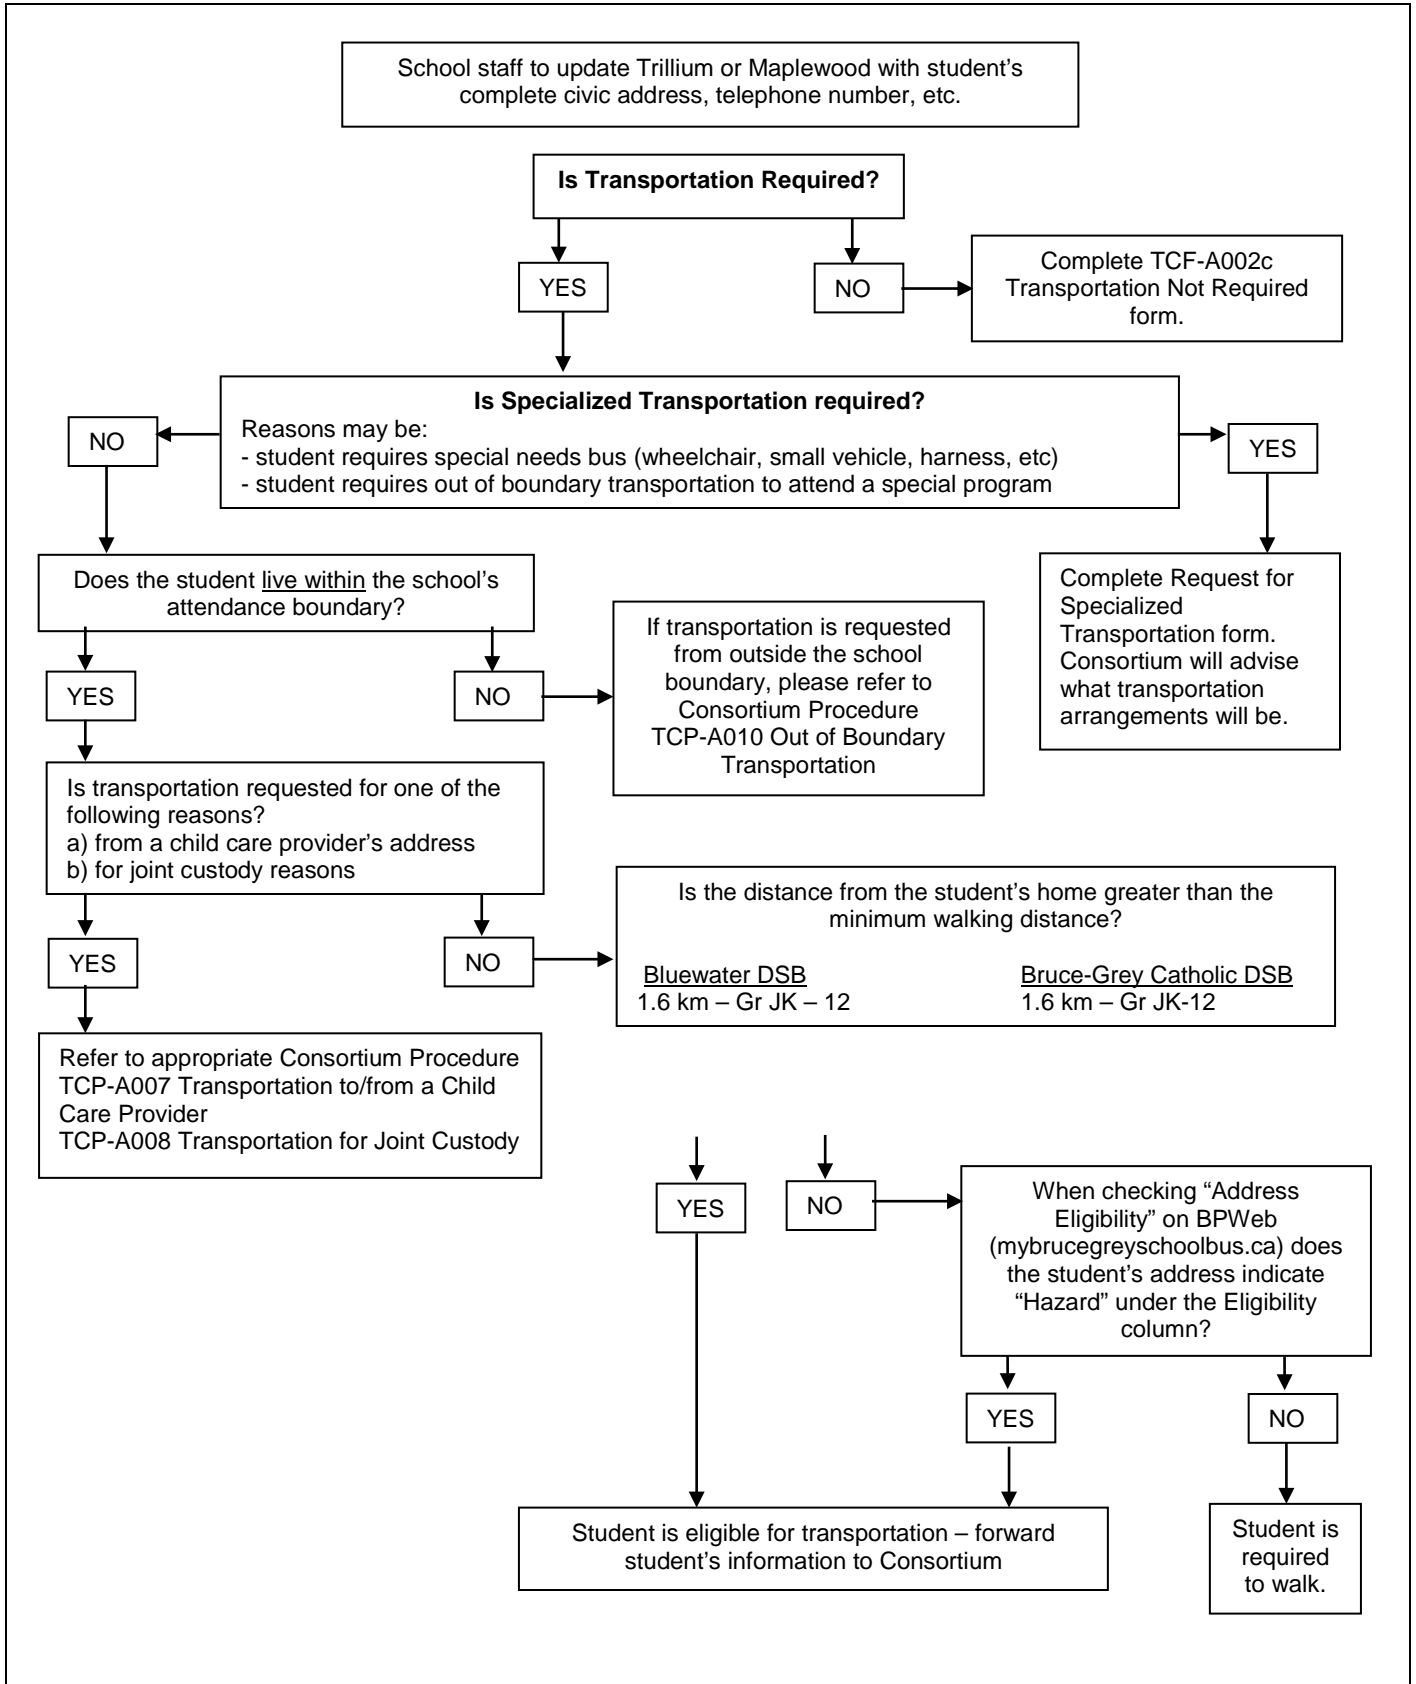 School staff to update Trillium or Maplewood with student’s
complete civic address, telephone number, etc.
Is Transportation Required?
YES
NO
Complete TCF-A002c
Transportation Not Required
form.
Is Specialized Transportation required?
Reasons may be:
- student requires special needs bus (wheelchair, small vehicle, harness, etc)
- student requires out of boundary transportation to attend a special program
NO
YES
Does the student live within the school’s
attendance boundary?
Complete Request for
Specialized
Transportation form.
Consortium will advise
what transportation
arrangements will be.
YES
NO
If transportation is requested
from outside the school
boundary, please refer to
Consortium Procedure
TCP-A010 Out of Boundary
Transportation
Is transportation requested for one of the
following reasons?
a) from a child care provider’s address
b) for joint custody reasons
YES
NO
Is the distance from the student’s home greater than the
minimum walking distance?
Bluewater DSB
1.6 km – Gr JK – 12
Bruce-Grey Catholic DSB
1.6 km – Gr JK-12
Refer to appropriate Consortium Procedure
TCP-A007 Transportation to/from a Child
Care Provider
TCP-A008 Transportation for Joint Custody
YES
NO
When checking “Address
Eligibility” on BPWeb
(mybrucegreyschoolbus.ca) does
the student’s address indicate
“Hazard” under the Eligibility
column?
YES
NO
Student is eligible for transportation – forward
student’s information to Consortium
Student is
required
to walk.